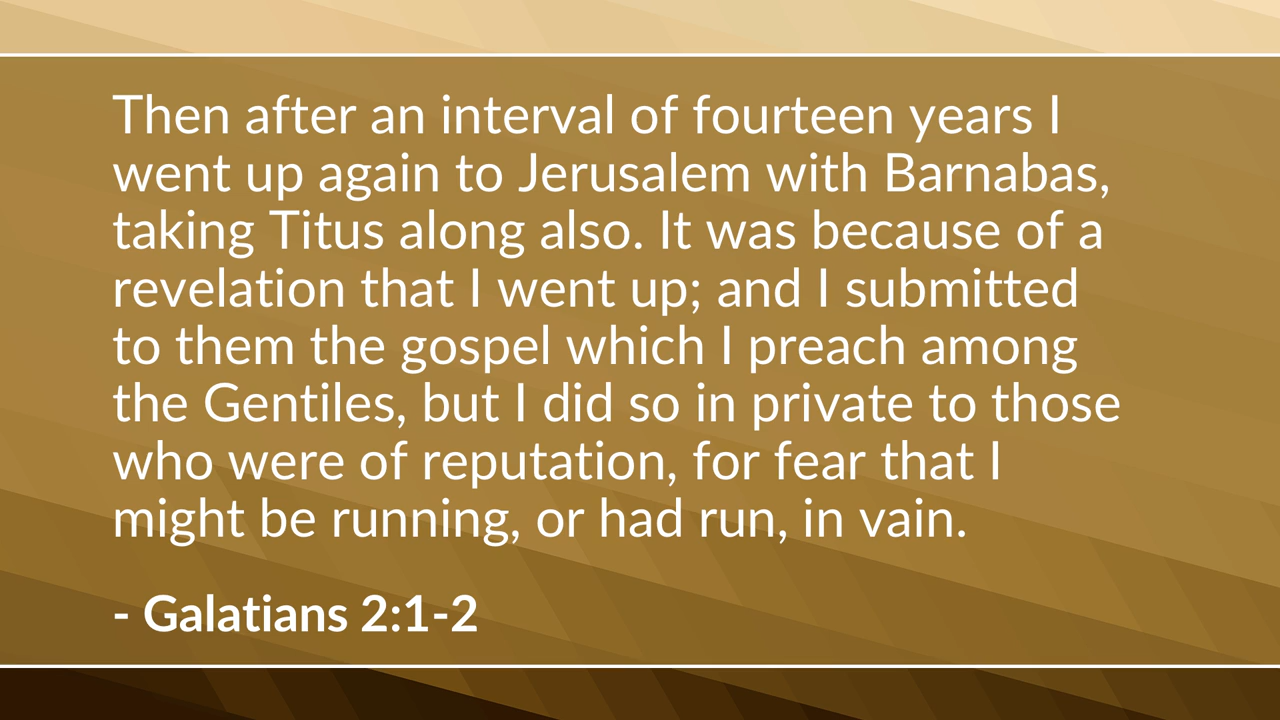 Then after an interval of fourteen years I
went up again to Jerusalem with Barnabas,
taking Titus along also. It was because of a
revelation that I went up; and I submitted
to them the gospel which I preach among
the Gentiles, but I did so in private to those
who were of reputation, for fear that I
might be running, or had run, in vain.
- Galatians 2:1-2